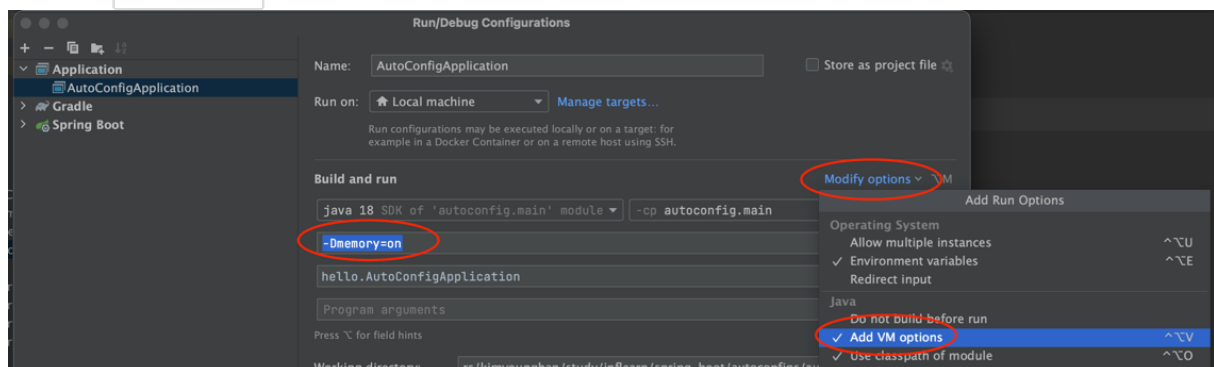 Run/Debug Configurations
Application
AutoConfigApplication
Gradle
Spring Boot
Name: AutoConfigApplication Store as project file
Run on: Local machine Manage targets...
Run configurations may be executed locally or on a target: for
example in a Docker Container or on a remote host using SSH.
Build and run Modify options ⌥M
java 18 SDK of 'autoconfig.main' module -cp autoconfig.main
-Dmemory=on
hello.AutoConfigApplication
Program arguments
Press ⌥ for field hints
Working directory:
Add Run Options
Operating System
Allow multiple instances ^⌥U
✓ Environment variables ^⌥E
Redirect input
Java
Do not build before run
✓ Add VM options ^⌥V
✓ Use classpath of module ^⌥O